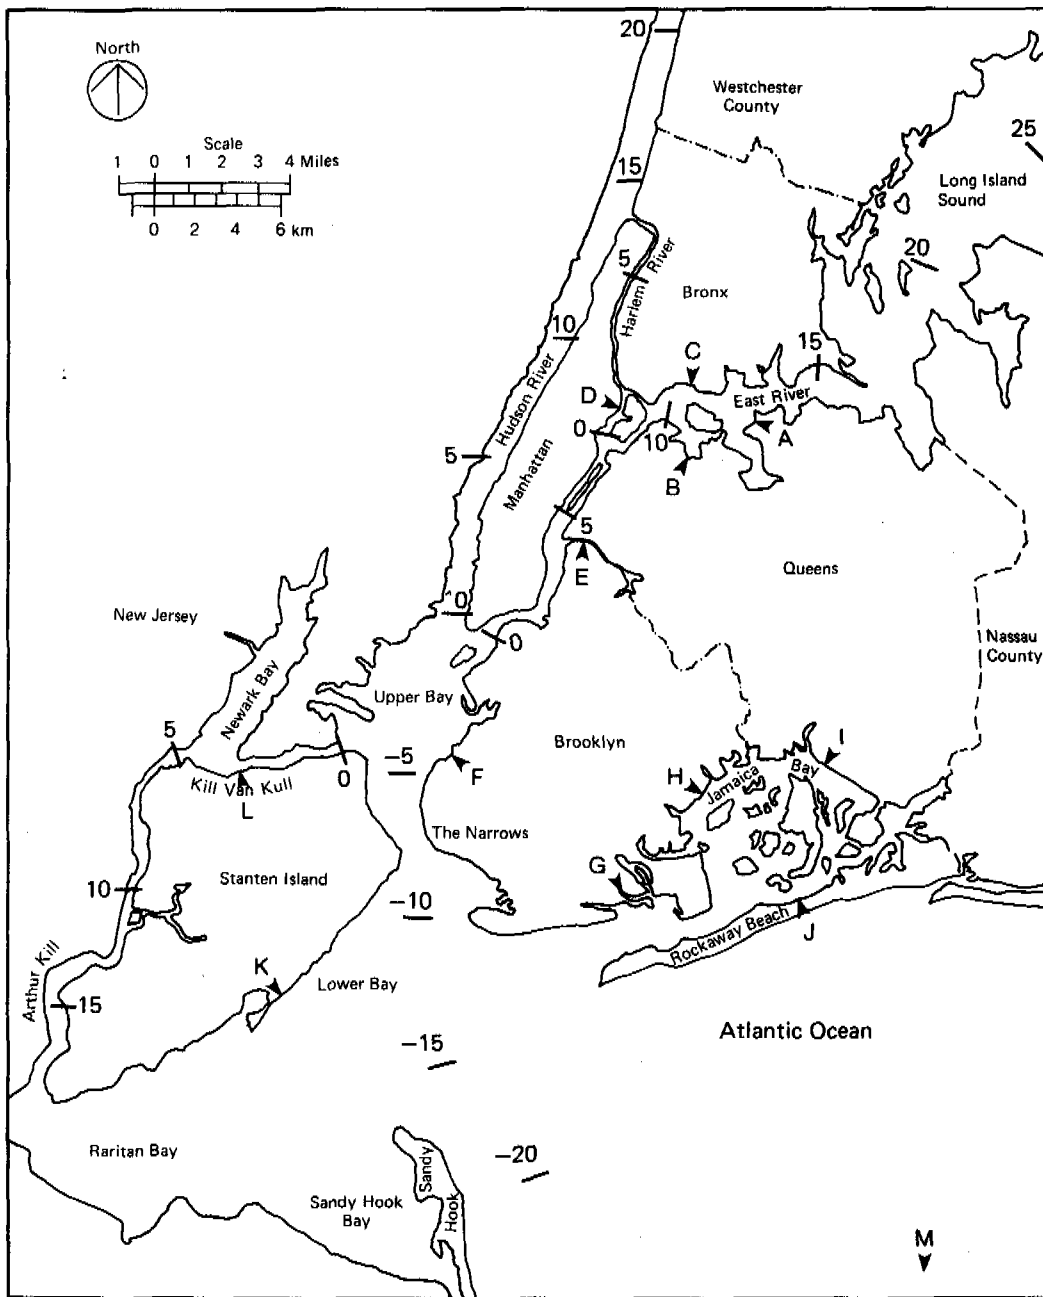 20
North
Westchester
County
25
Scale
1 0 1 2 3 4 Miles
0 2 4 6 km
15
Long Island
Sound
5
Harlem River
Bronx
20
10
Hudson River
15
C
East River
D
0
10
A
5
Manhattan
B
5
E
Queens
New Jersey
0
0
Nassau
County
Newark Bay
Upper Bay
5
0
-5
F
Brooklyn
I
H
Jamaica
Bay
Kill Van Kull
L
The Narrows
G
Stanten Island
10
-10
Rockaway Beach
J
Arthur Kill
K
Lower Bay
15
Atlantic Ocean
-15
Raritan Bay
-20
Sandy
Hook
Sandy Hook
Bay
M